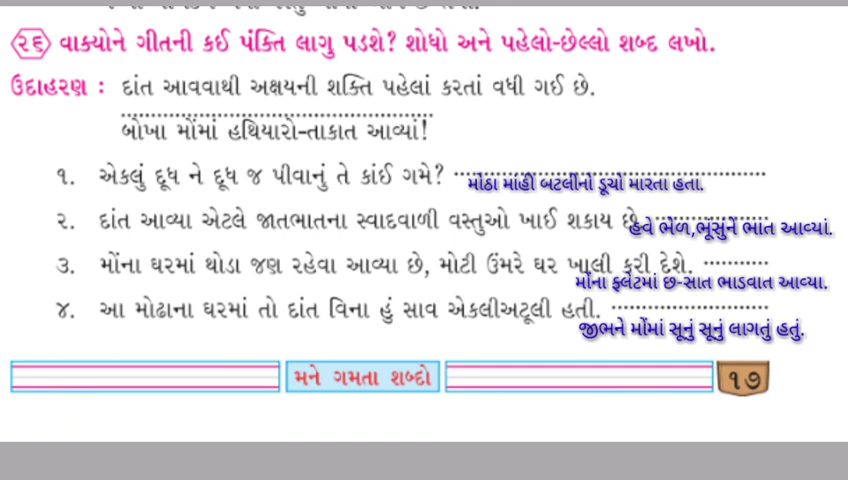 ૨૬ વાક્યોને ગીતની કઈ પંક્તિ લાગુ પડશે? શોધો અને પહેલો-છેલ્લો શબ્દ લખો.
ઉદાહરણ : દાંત આવવાથી અક્ષયની શક્તિ પહેલાં કરતાં વધી ગઈ છે.
બોખા મોંમાં હથિયારો-તાકાત આવ્યાં!
૧. એકલું દૂધ ને દૂધ જ પીવાનું તે કાંઈ ગમે? મોઠા માંહી બટલીનો ડૂચો મારતા હતા.
૨. દાંત આવ્યા એટલે જાતભાતના સ્વાદવાળી વસ્તુઓ ખાઈ શકાય છે. હવે ભેળ,ભૂસુંને ભાત આવ્યાં.
૩. મોંના ઘરમાં થોડા જણ રહેવા આવ્યા છે, મોટી ઉંમરે ઘર ખાલી કરી દેશે.
મોંના ફ્લેટમાં છ-સાત ભાડવાત આવ્યા.
૪. આ મોઢાના ઘરમાં તો દાંત વિના હું સાવ એકલીઅટૂલી હતી.
જીભને મોંમાં સૂનું સૂનું લાગતું હતું.
મને ગમતા શબ્દો
૧૭